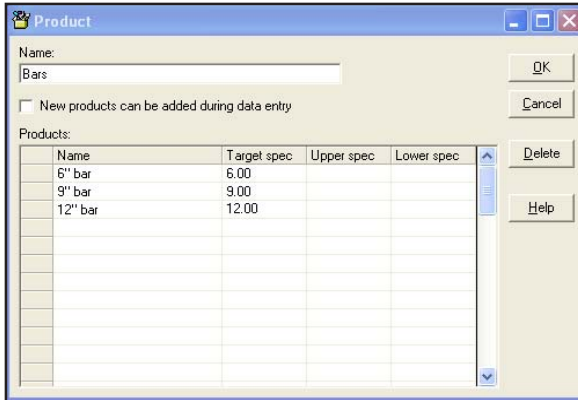 Product
Name:
Bars
OK
New products can be added during data entry
Cancel
Products:
Name Target spec Upper spec Lower spec
Delete
6" bar 6.00
9" bar 9.00
12" bar 12.00
Help